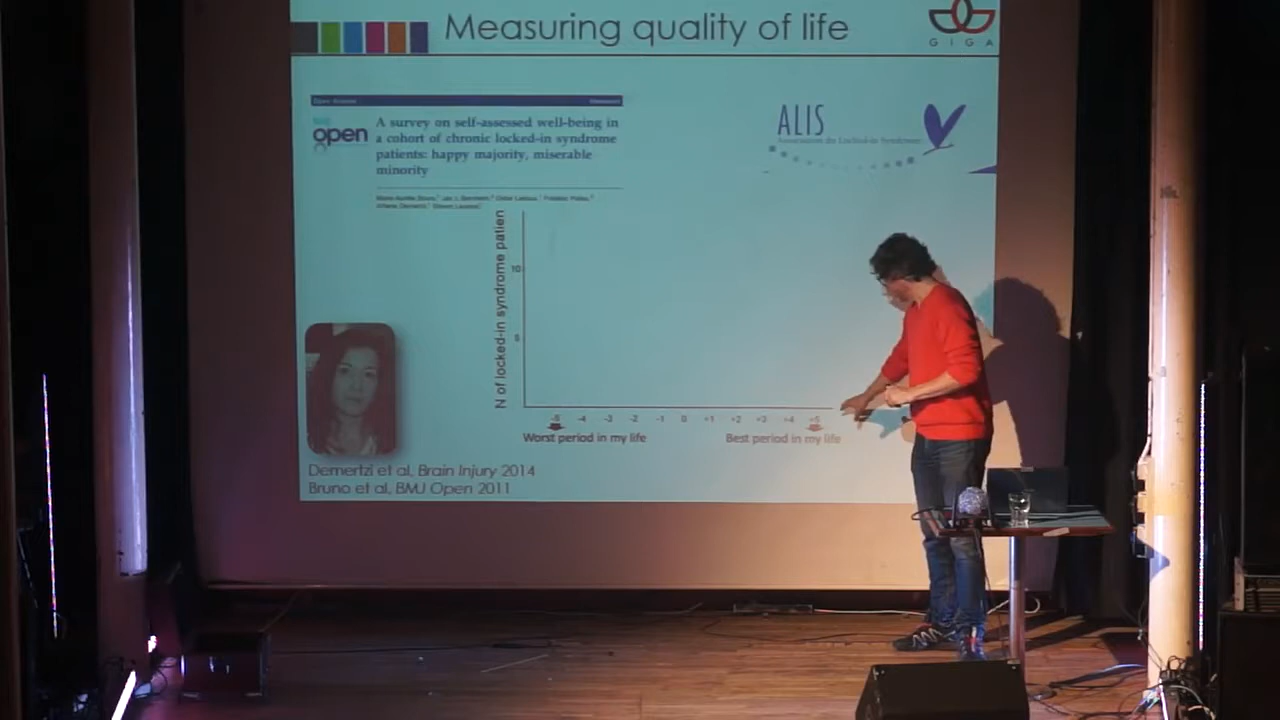 Measuring quality of life
GIGA
Open Access
Research
open
A survey on self-assessed well-being in
a cohort of chronic locked-in syndrome
patients: happy majority, miserable
minority
ALIS
N of locked-in syndrome patien
10
5
-5 -4 -3 -2 -1 0 +1 +2 +3 +4 +5
Worst period in my life
Best period in my life
Demertzi et al, Brain Injury 2014
Bruno et al, BMJ Open 2011